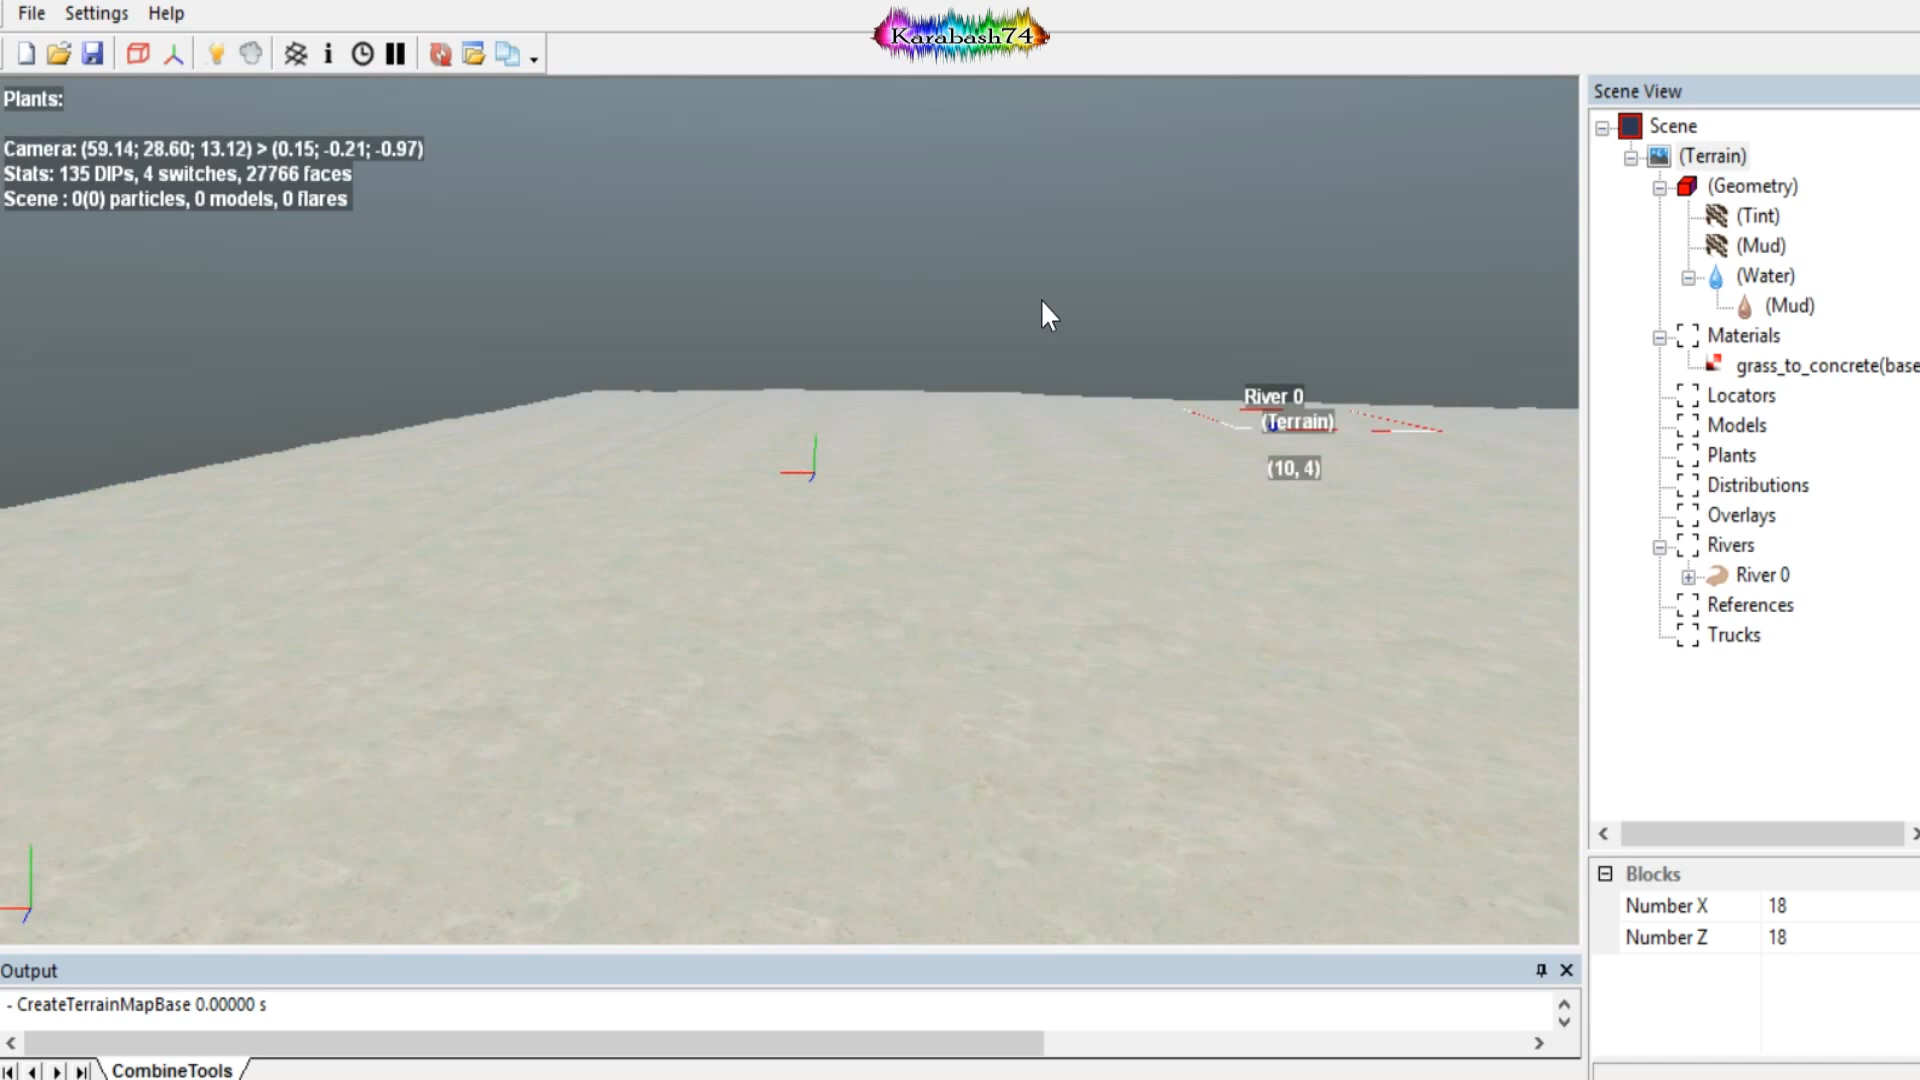 File Settings Help
Karabash74
Plants:
Camera: (59.14; 28.60; 13.12) > (0.15; -0.21; -0.97)
Stats: 135 DIPs, 4 switches, 27766 faces
Scene : 0(0) particles, 0 models, 0 flares
River 0
(Terrain)
(10, 4)
Scene View
Scene
(Terrain)
(Geometry)
(Tint)
(Mud)
(Water)
(Mud)
Materials
grass_to_concrete(base
Locators
Models
Plants
Distributions
Overlays
Rivers
River 0
References
Trucks
Blocks
Number X 18
Number Z 18
Output
- CreateTerrainMapBase 0.00000 s
CombineTools